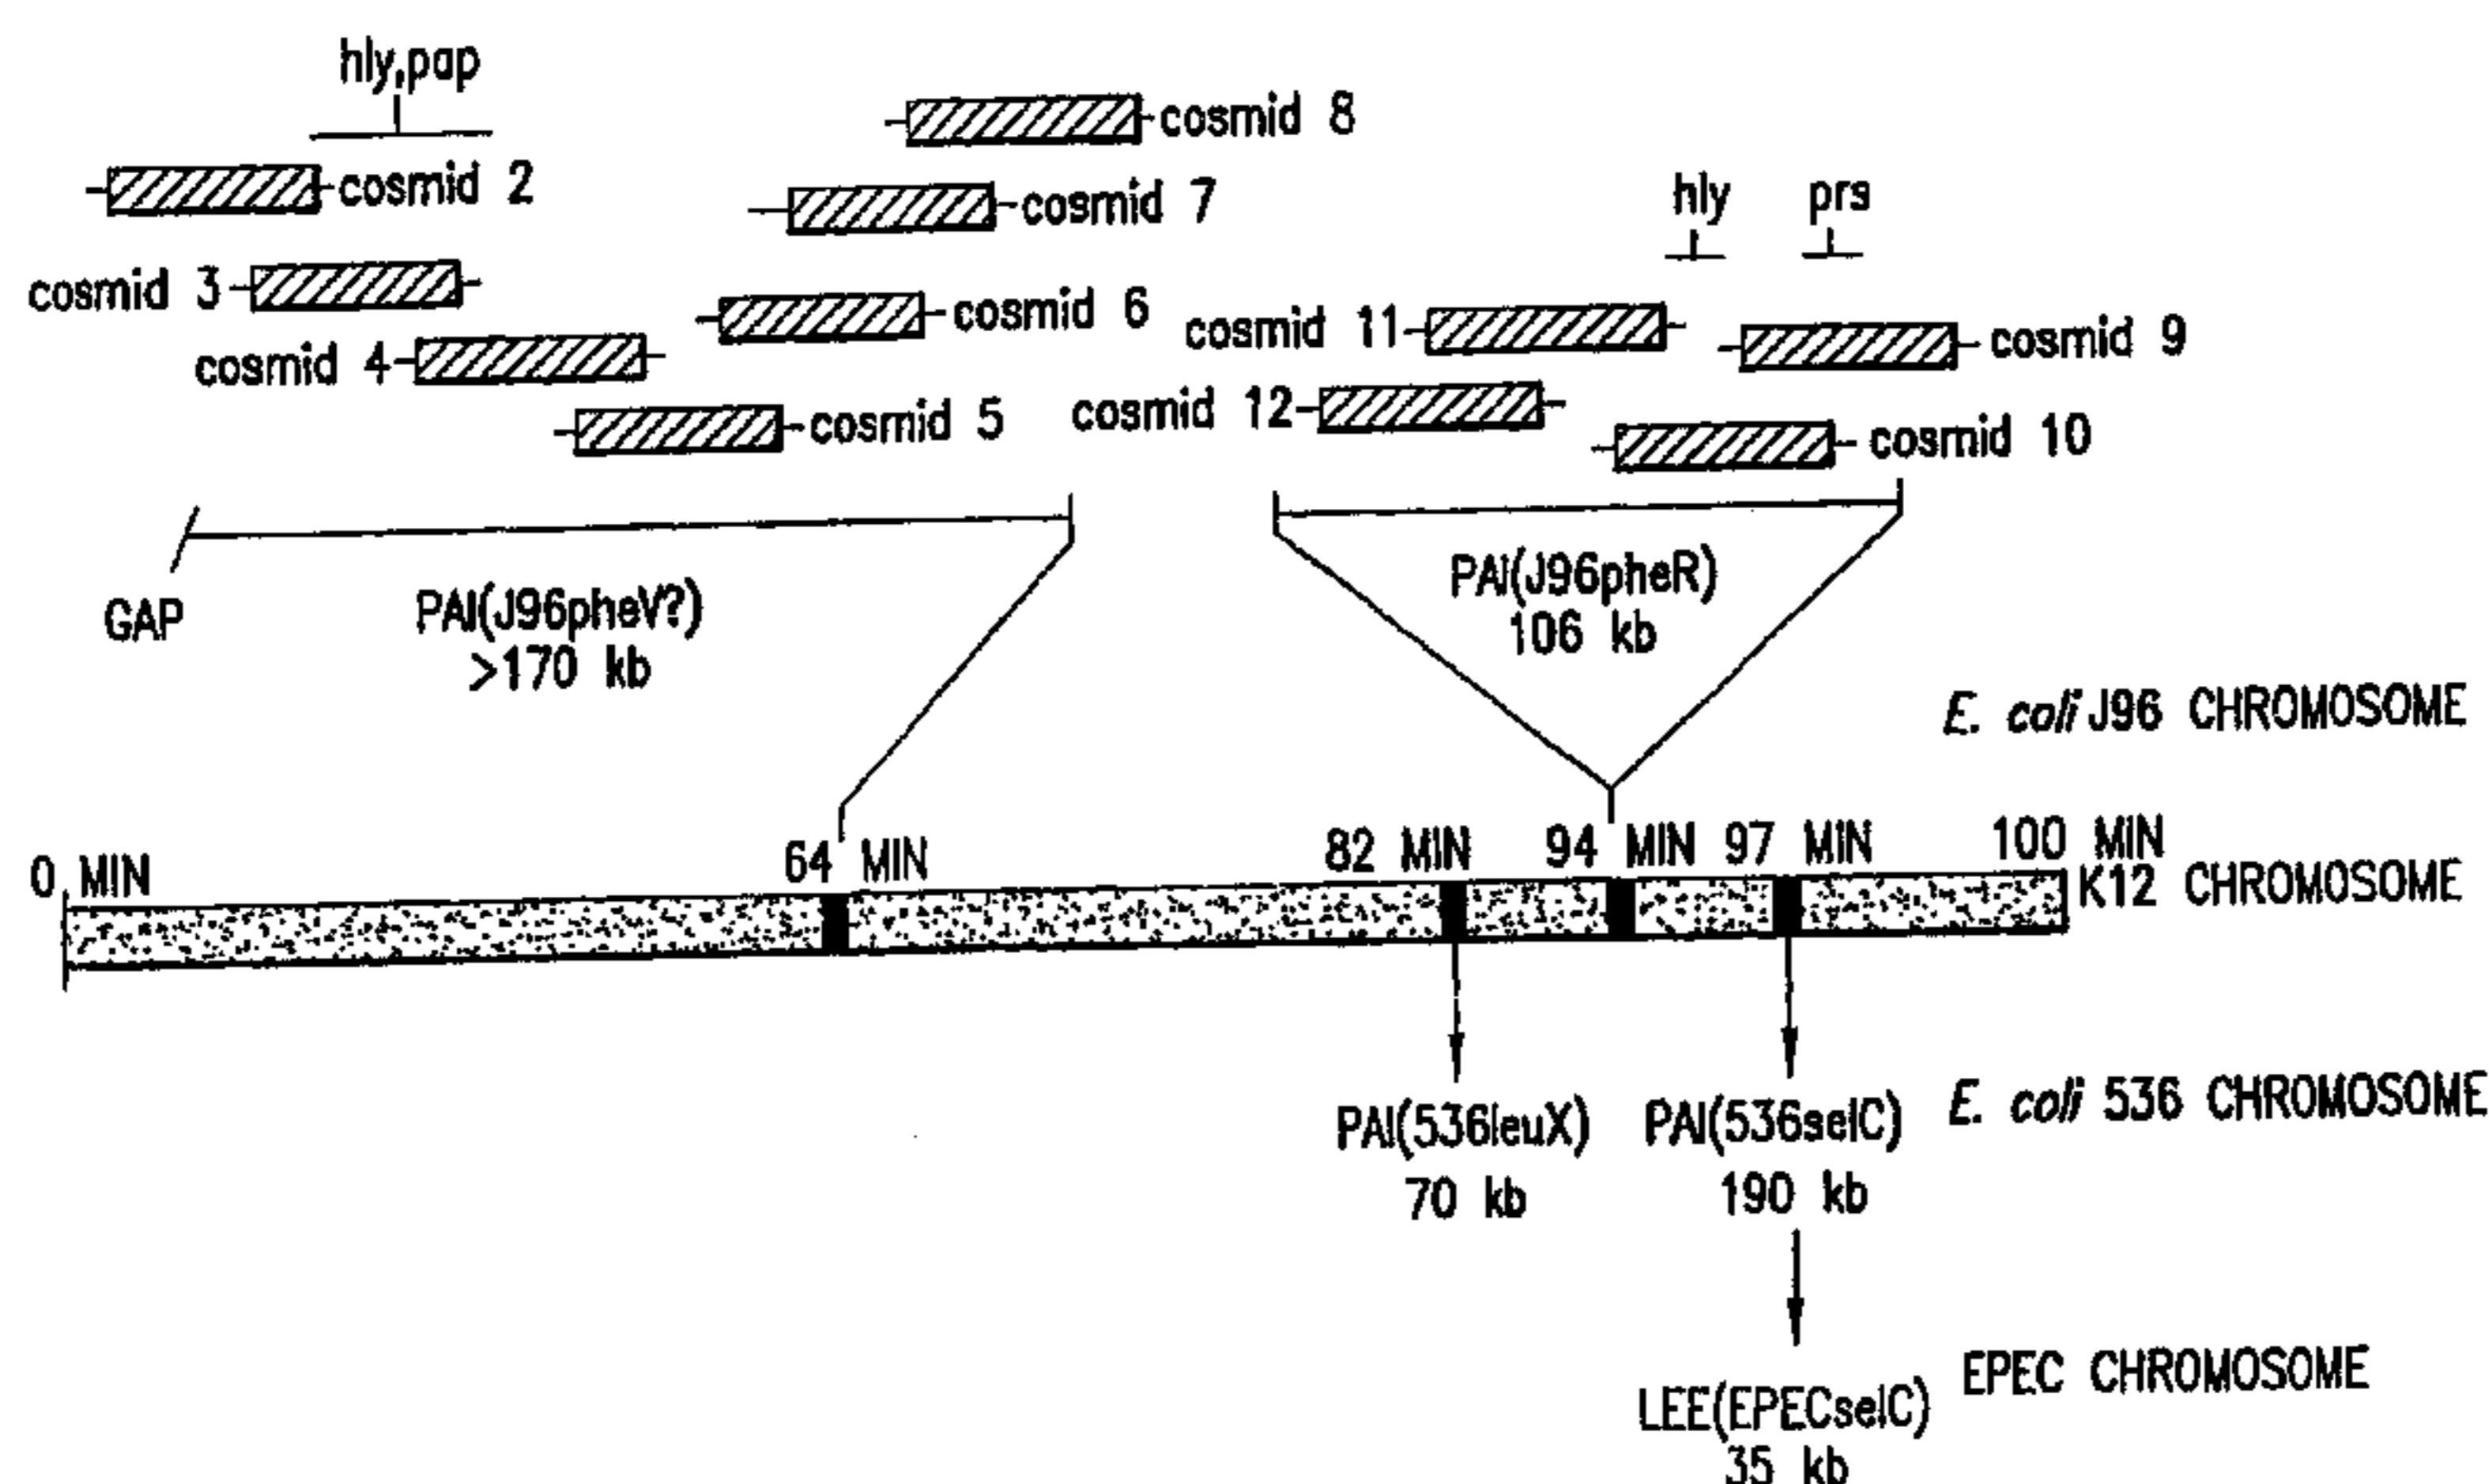 hly,pap
cosmid 8
cosmid 2
cosmid 7
hly
prs
cosmid 3
cosmid 6
cosmid 11
cosmid 9
cosmid 4
cosmid 5
cosmid 12
cosmid 10
GAP
PAI(J96pheV?)
>170 kb
PAI(J96pheR)
106 kb
E. coli J96 CHROMOSOME
0 MIN
64 MIN
82 MIN
94 MIN
97 MIN
100 MIN
K12 CHROMOSOME
PAI(536leuX)
70 kb
PAI(536selC)
190 kb
E. coli 536 CHROMOSOME
LEE(EPECselC)
35 kb
EPEC CHROMOSOME